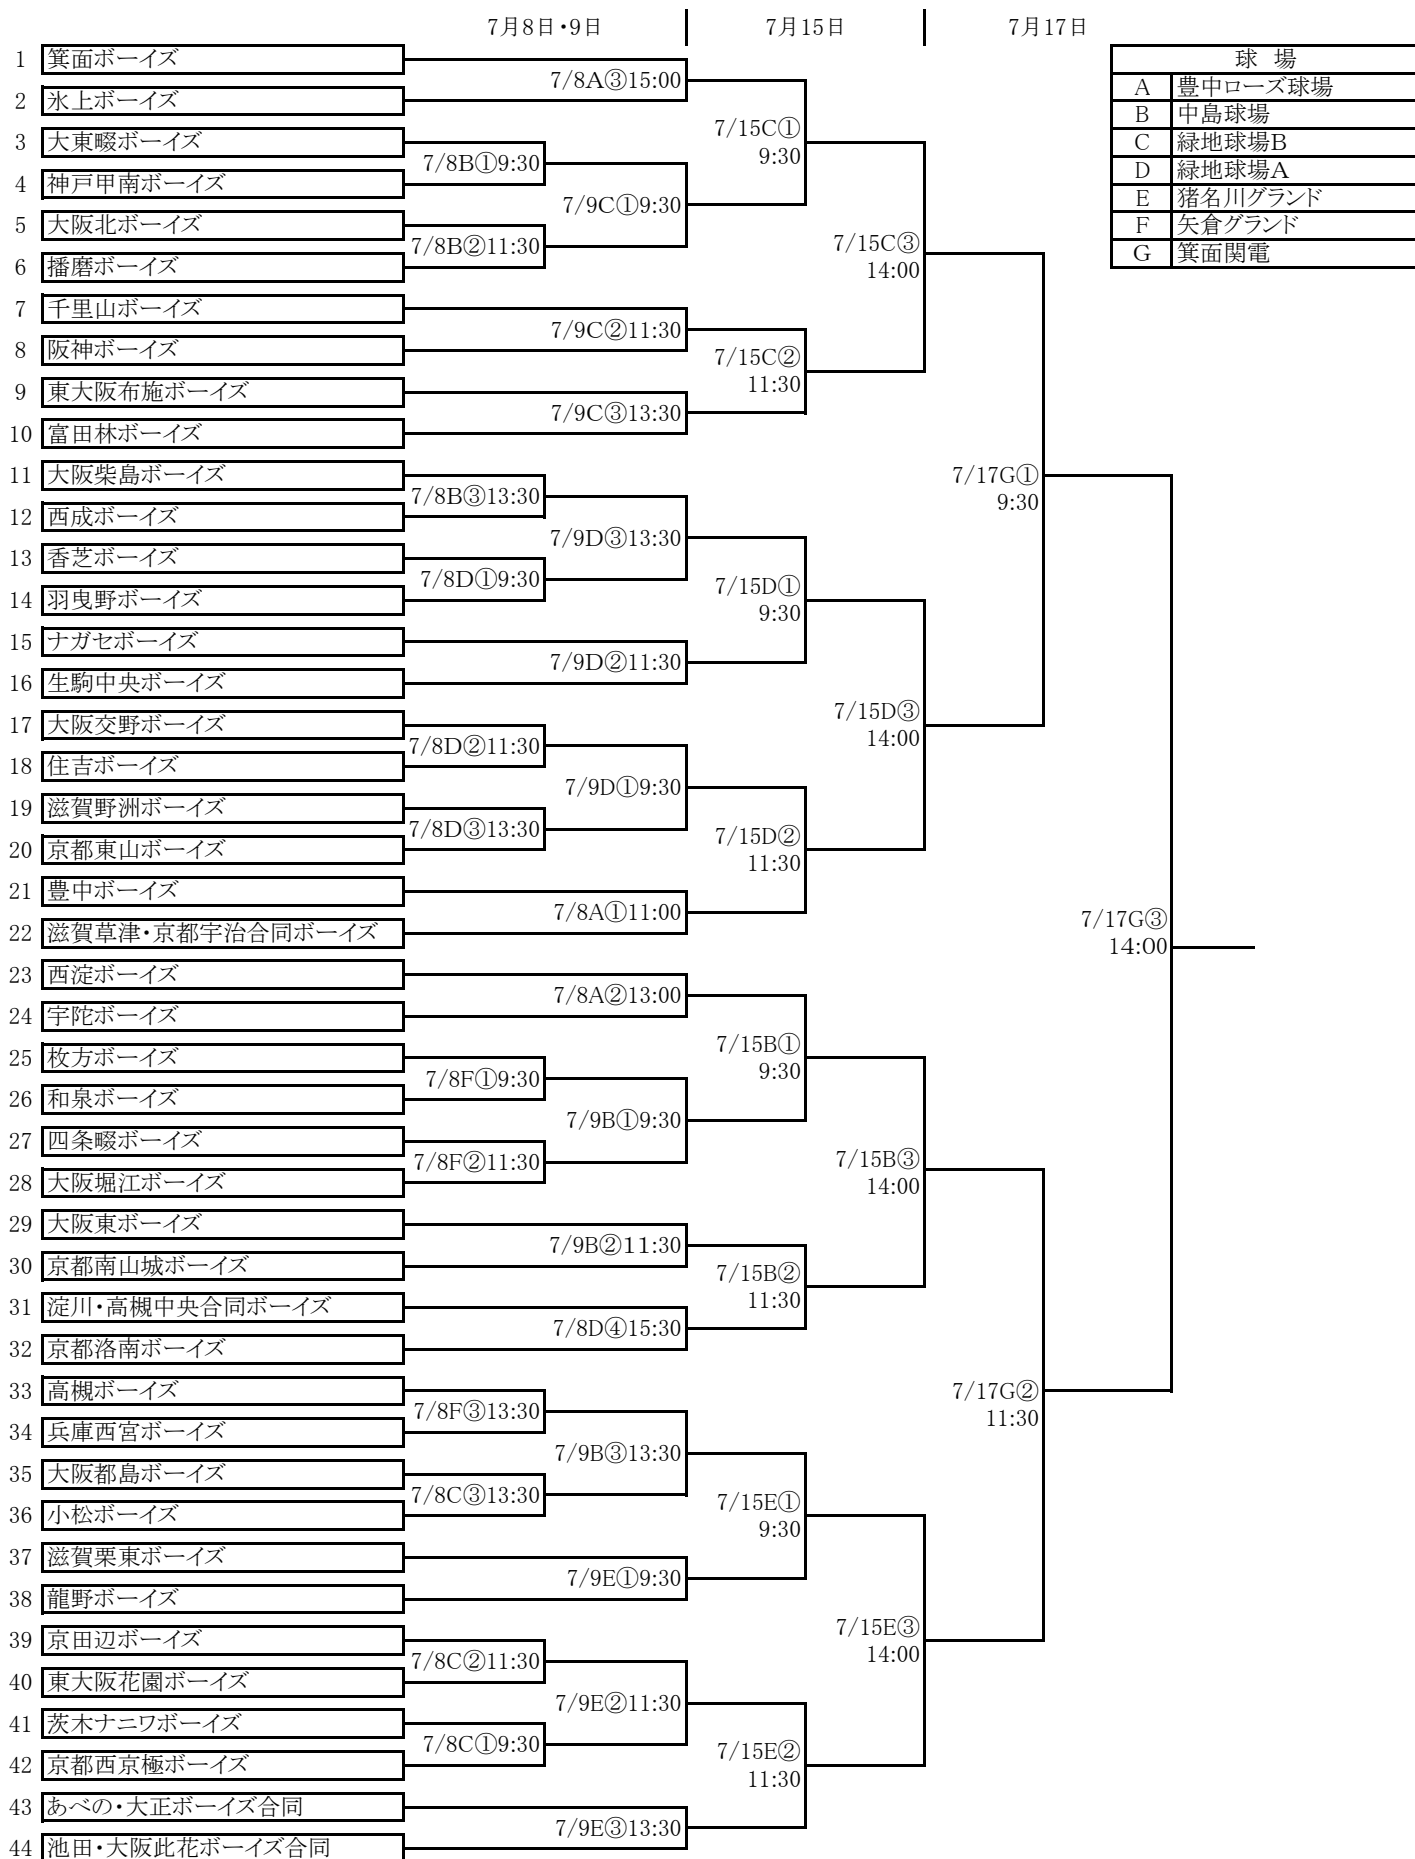 7月8日・9日 7月15日 7月17日
1 箕面ボーイズ
7/8A③15:00
2 氷上ボーイズ
3 大東畷ボーイズ
7/8B①9:30
4 神戸甲南ボーイズ
7/15C①
9:30
7/9C①9:30
5 大阪北ボーイズ
7/8B②11:30
6 播磨ボーイズ
7/15C③
14:00
7 千里山ボーイズ
7/9C②11:30
8 阪神ボーイズ
7/15C②
11:30
9 東大阪布施ボーイズ
7/9C③13:30
10 富田林ボーイズ
11 大阪柴島ボーイズ
7/8B③13:30
12 西成ボーイズ
7/17G①
9:30
7/9D③13:30
13 香芝ボーイズ
7/8D①9:30
14 羽曳野ボーイズ
7/15D①
9:30
15 ナガセボーイズ
7/9D②11:30
16 生駒中央ボーイズ
17 大阪交野ボーイズ
7/8D②11:30
18 住吉ボーイズ
7/15D③
14:00
7/9D①9:30
19 滋賀野洲ボーイズ
7/8D③13:30
20 京都東山ボーイズ
7/15D②
11:30
21 豊中ボーイズ
7/8A①11:00
22 滋賀草津・京都宇治合同ボーイズ
7/17G③
14:00
23 西淀ボーイズ
7/8A②13:00
24 宇陀ボーイズ
25 枚方ボーイズ
7/8F①9:30
26 和泉ボーイズ
7/15B①
9:30
7/9B①9:30
27 四条畷ボーイズ
7/8F②11:30
28 大阪堀江ボーイズ
7/15B③
14:00
29 大阪東ボーイズ
7/9B②11:30
30 京都南山城ボーイズ
7/15B②
11:30
31 淀川・高槻中央合同ボーイズ
7/8D④15:30
32 京都洛南ボーイズ
33 高槻ボーイズ
7/8F③13:30
34 兵庫西宮ボーイズ
7/17G②
11:30
7/9B③13:30
35 大阪都島ボーイズ
7/8C③13:30
36 小松ボーイズ
7/15E①
9:30
37 滋賀栗東ボーイズ
7/9E①9:30
38 龍野ボーイズ
39 京田辺ボーイズ
7/8C②11:30
40 東大阪花園ボーイズ
7/15E③
14:00
7/9E②11:30
41 茨木ナニワボーイズ
7/8C①9:30
42 京都西京極ボーイズ
7/15E②
11:30
43 あべの・大正ボーイズ合同
7/9E③13:30
44 池田・大阪此花ボーイズ合同
球 場
A 豊中ローズ球場
B 中島球場
C 緑地球場B
D 緑地球場A
E 猪名川グランド
F 矢倉グランド
G 箕面関電